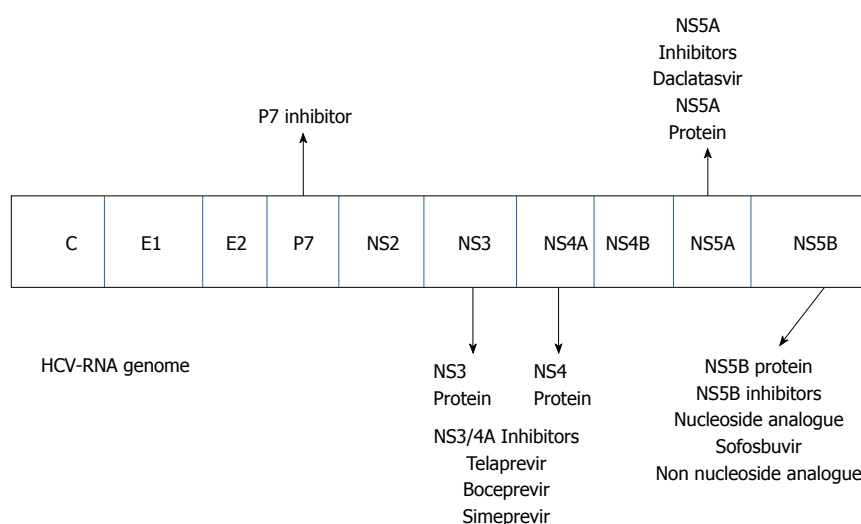 NS5A
Inhibitors
Daclatasvir
NS5A
Protein
P7 inhibitor
C E1 E2 P7 NS2 NS3 NS4A NS4B NS5A NS5B
HCV-RNA genome
NS3
Protein
NS4
Protein
NS3/4A Inhibitors
Telaprevir
Boceprevir
Simeprevir
NS5B protein
NS5B inhibitors
Nucleoside analogue
Sofosbuvir
Non nucleoside analogue